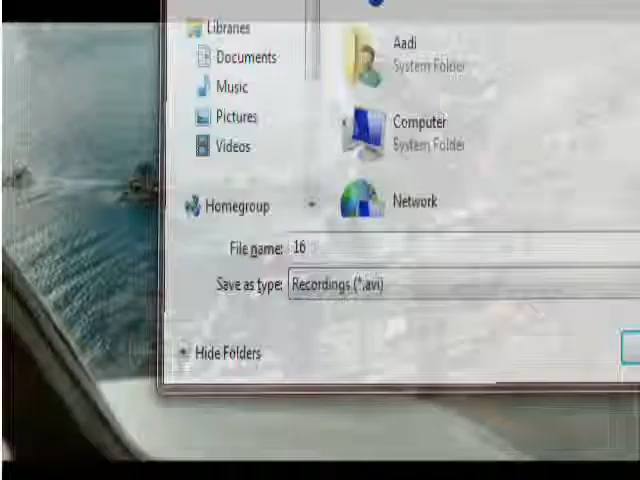 Libraries
Documents
Music
Pictures
Videos
Homegroup
Aadi
System Folder
Computer
System Folder
Network
File name: 16
Save as type: Recordings (*.avi)
Hide Folders